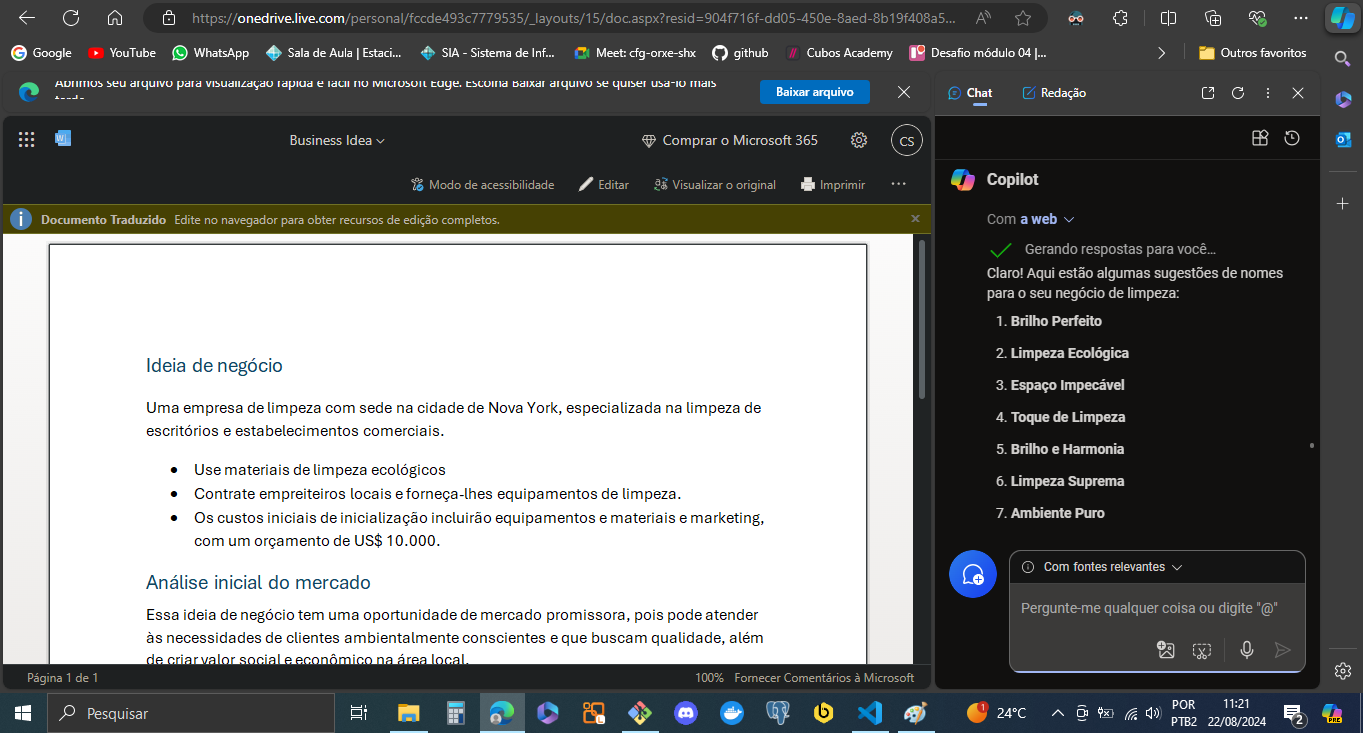 https://onedrive.live.com/personal/fccde493c7779535/_layouts/15/doc.aspx?resid=904f716f-dd05-450e-8aed-8b19f408a5...
Google
YouTube
WhatsApp
Sala de Aula | Estaci...
SIA - Sistema de Inf...
Meet: cfg-orxe-shx
github
Cubos Academy
Desafio módulo 04 |...
Outros favoritos
Abrimos seu arquivo para visualização rápida e fácil no Microsoft Edge. Escolha Baixar arquivo se quiser usá-lo mais
tarde.
Baixar arquivo
Chat
Redação
Business Idea
Comprar o Microsoft 365
CS
Modo de acessibilidade
Editar
Visualizar o original
Imprimir
Documento Traduzido Edite no navegador para obter recursos de edição completos.
Ideia de negócio
Uma empresa de limpeza com sede na cidade de Nova York, especializada na limpeza de
escritórios e estabelecimentos comerciais.
• Use materiais de limpeza ecológicos
• Contrate empreiteiros locais e forneça-lhes equipamentos de limpeza.
• Os custos iniciais de inicialização incluirão equipamentos e materiais e marketing,
com um orçamento de US$ 10.000.
Análise inicial do mercado
Essa ideia de negócio tem uma oportunidade de mercado promissora, pois pode atender
às necessidades de clientes ambientalmente conscientes e que buscam qualidade, além
de criar valor social e econômico na área local.
Página 1 de 1
100%
Fornecer Comentários à Microsoft
Copilot
Com a web
Gerando respostas para você...
Claro! Aqui estão algumas sugestões de nomes
para o seu negócio de limpeza:
1. Brilho Perfeito
2. Limpeza Ecológica
3. Espaço Impecável
4. Toque de Limpeza
5. Brilho e Harmonia
6. Limpeza Suprema
7. Ambiente Puro
Com fontes relevantes
Pergunte-me qualquer coisa ou digite "@"
Pesquisar
1
24°C
POR
PTB2
11:21
22/08/2024
2
PRE